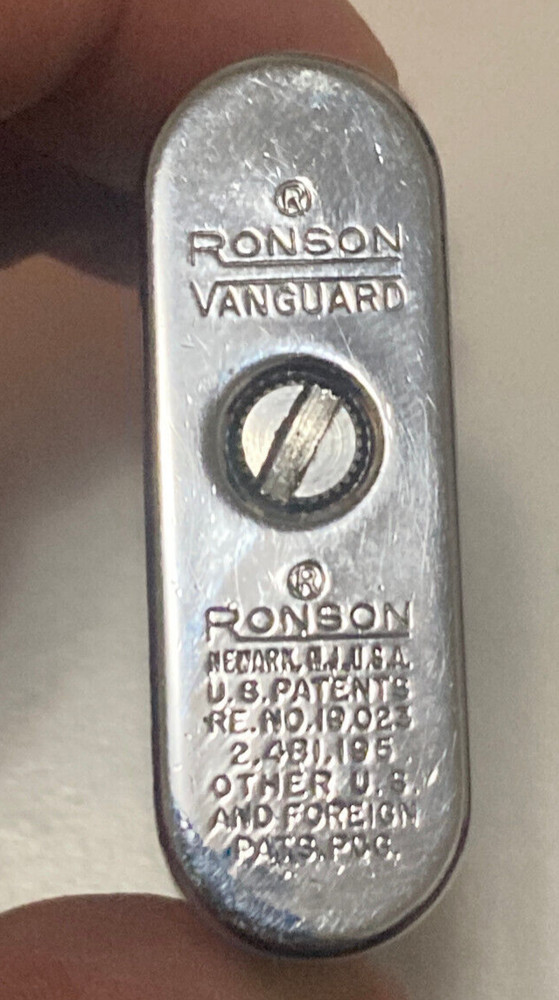 ®
RONSON
VANGUARD
®
RONSON
NEWARK, N.J. U.S.A.
U.S. PATENTS
RE. NO. 19,023
2,481,195
OTHER U.S.
AND FOREIGN
PATS. PDG.